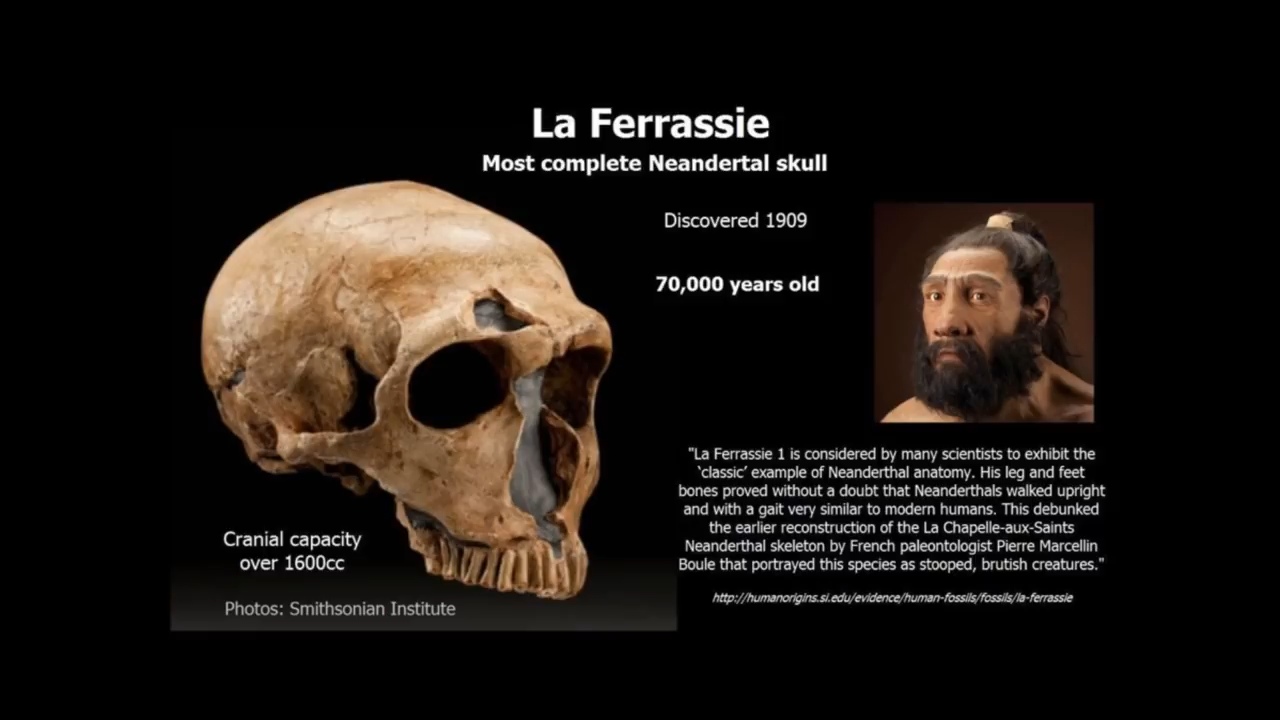 La Ferrassie
Most complete Neandertal skull
Discovered 1909
70,000 years old
"La Ferrassie 1 is considered by many scientists to exhibit the
‘classic’ example of Neanderthal anatomy. His leg and feet
bones proved without a doubt that Neanderthals walked upright
and with a gait very similar to modern humans. This debunked
the earlier reconstruction of the La Chapelle-aux-Saints
Neanderthal skeleton by French paleontologist Pierre Marcellin
Boule that portrayed this species as stooped, brutish creatures."
http://humanorigins.si.edu/evidence/human-fossils/fossils/la-ferrassie
Cranial capacity
over 1600cc
Photos: Smithsonian Institute